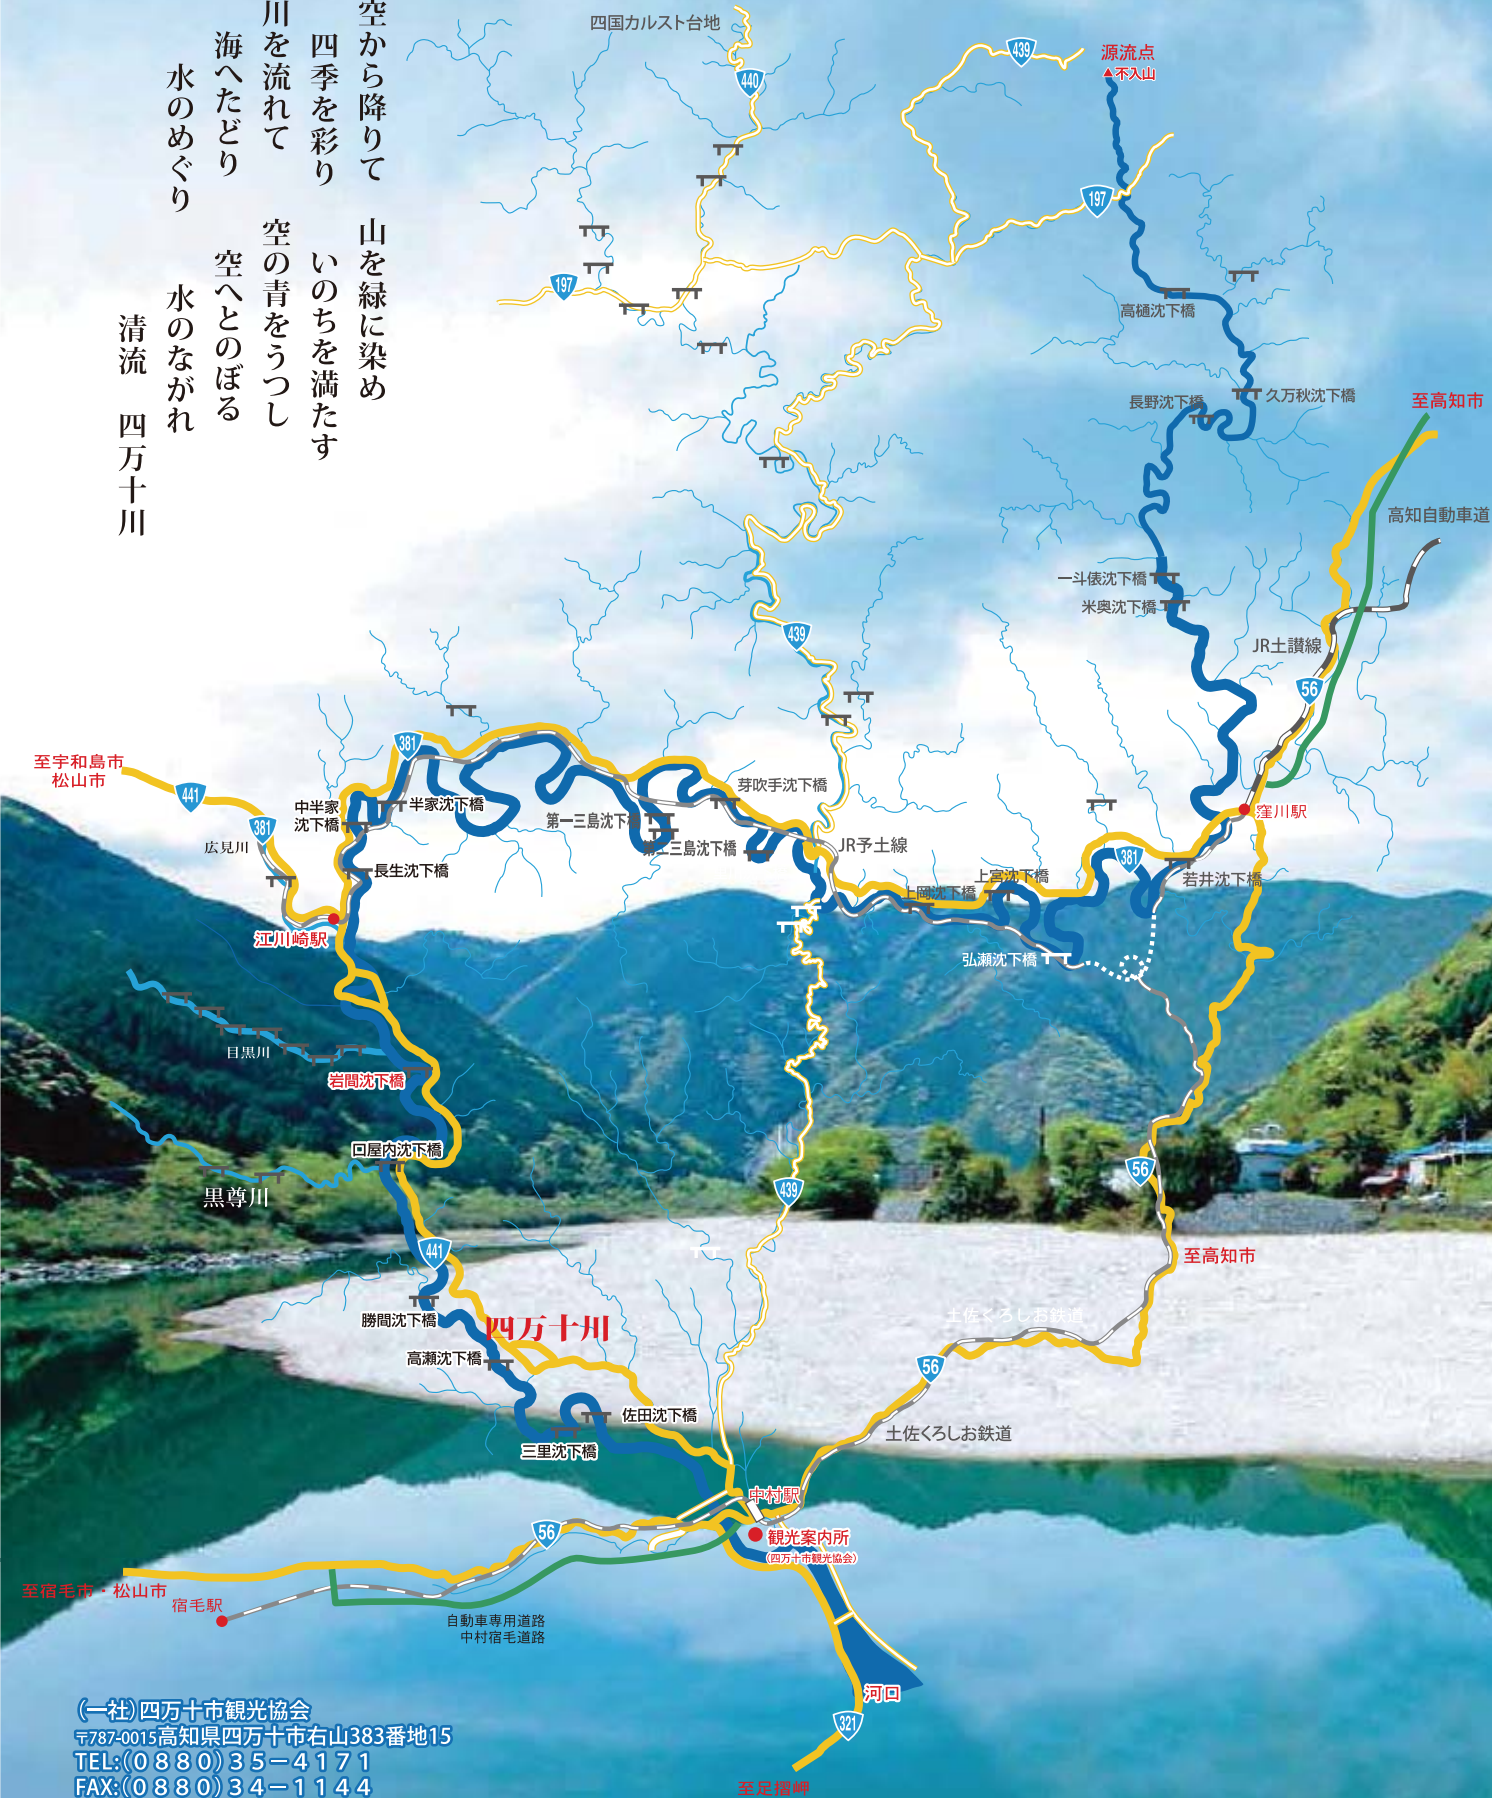 空から降りて　山を緑に染め
四季を彩り　いのちを満たす
川を流れて　空の青をうつし
海へたどり　空へとのぼる
水のめぐり　水のながれ
清流　四万十川
四国カルスト台地
440
439
源流点
▲不入山
197
197
高樋沈下橋
久万秋沈下橋
長野沈下橋
至高知市
高知自動車道
一斗俵沈下橋
米奥沈下橋
JR土讃線
56
439
窪川駅
至宇和島市
松山市
441
381
広見川
381
中半家
沈下橋
半家沈下橋
長生沈下橋
江川崎駅
第一三島沈下橋
第二三島沈下橋
芽吹手沈下橋
JR予土線
上岡沈下橋
上宮沈下橋
381
若井沈下橋
弘瀬沈下橋
目黒川
岩間沈下橋
口屋内沈下橋
黒尊川
439
56
至高知市
441
勝間沈下橋
四万十川
高瀬沈下橋
佐田沈下橋
三里沈下橋
土佐くろしお鉄道
56
土佐くろしお鉄道
中村駅
観光案内所
(四万十市観光協会)
56
至宿毛市・松山市
宿毛駅
自動車専用道路
中村宿毛道路
河口
321
至足摺岬
(一社)四万十市観光協会
〒787-0015高知県四万十市右山383番地15
TEL:(0880)35-4171
FAX:(0880)34-1144